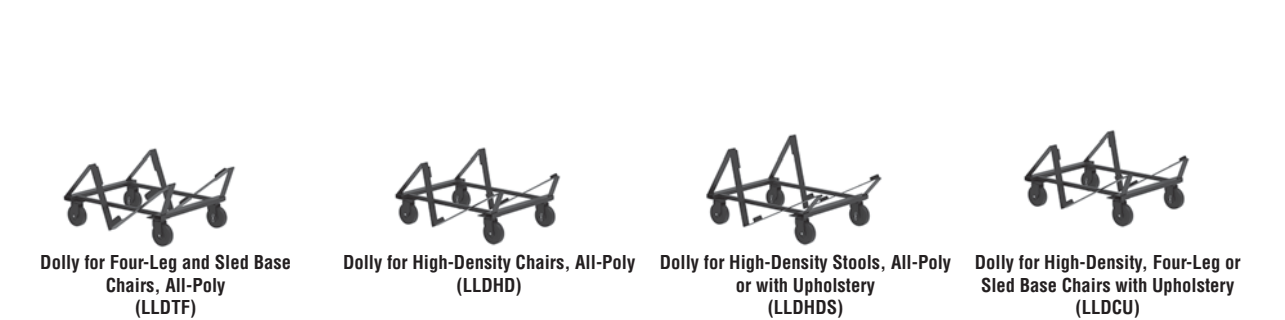 Dolly for Four-Leg and Sled Base
Chairs, All-Poly
(LLDTF)
Dolly for High-Density Chairs, All-Poly
(LLDHD)
Dolly for High-Density Stools, All-Poly
or with Upholstery
(LLDHDS)
Dolly for High-Density, Four-Leg or
Sled Base Chairs with Upholstery
(LLDCU)